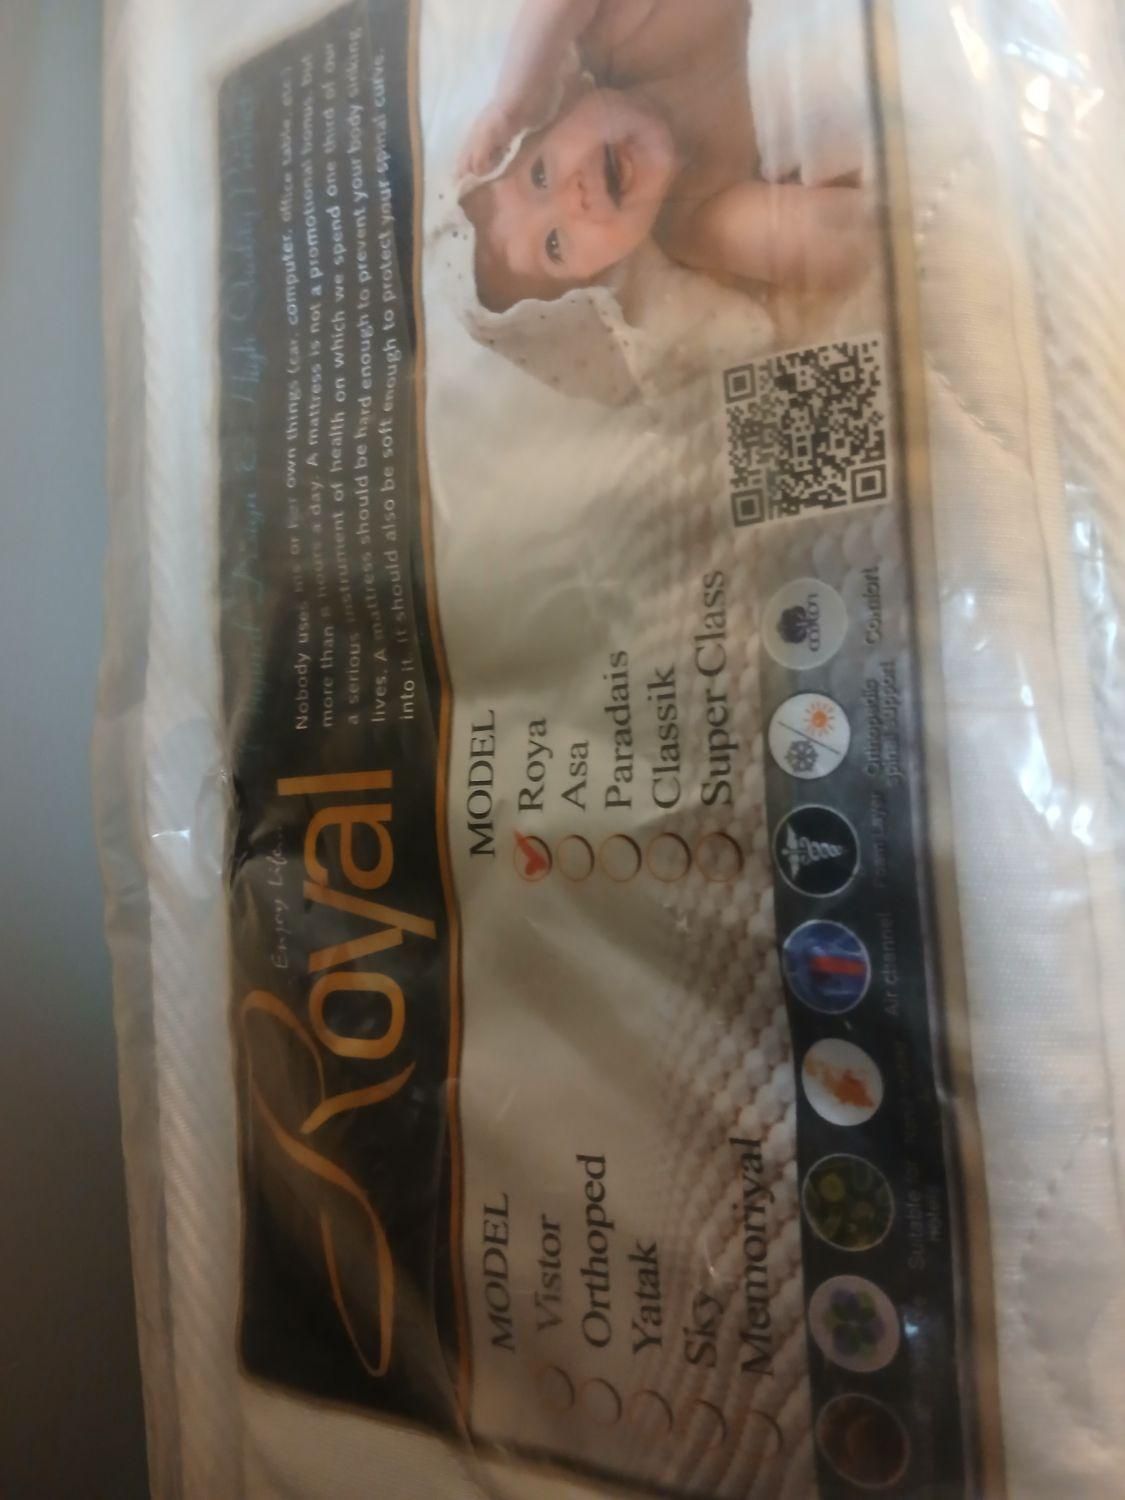 Enjoy Life...
Royal
Nobody uses his or her own things (car, computer, office table etc.)
more than 8 hours a day. A mattress is not a promotional bonus, but
a serious instrument of health on which we spend one third of our
lives. A mattress should be hard enough to prevent your body sinking
into it. It should also be soft enough to protect your spinal curve.
MODEL
Vistor
Orthoped
Yatak
Sky
Memoriyal
MODEL
Roya
Asa
Paradais
Classik
Super Class
COTTON
Suitable for
Air channel
Foam Layer
Orthopadic
Spinal Support
Comfort